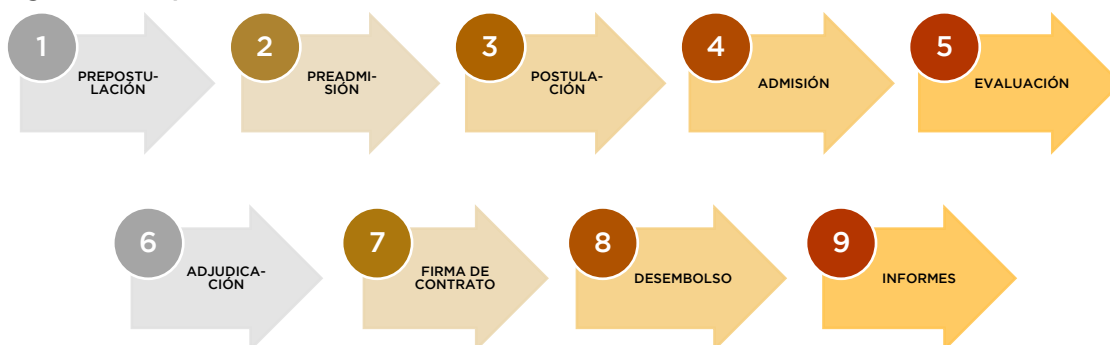 1
PREPOSTU-
LACIÓN
2
PREADMI-
SIÓN
3
POSTULA-
CIÓN
4
ADMISIÓN
5
EVALUACIÓN
6
ADJUDICA-
CIÓN
7
FIRMA DE
CONTRATO
8
DESEMBOLSO
9
INFORMES